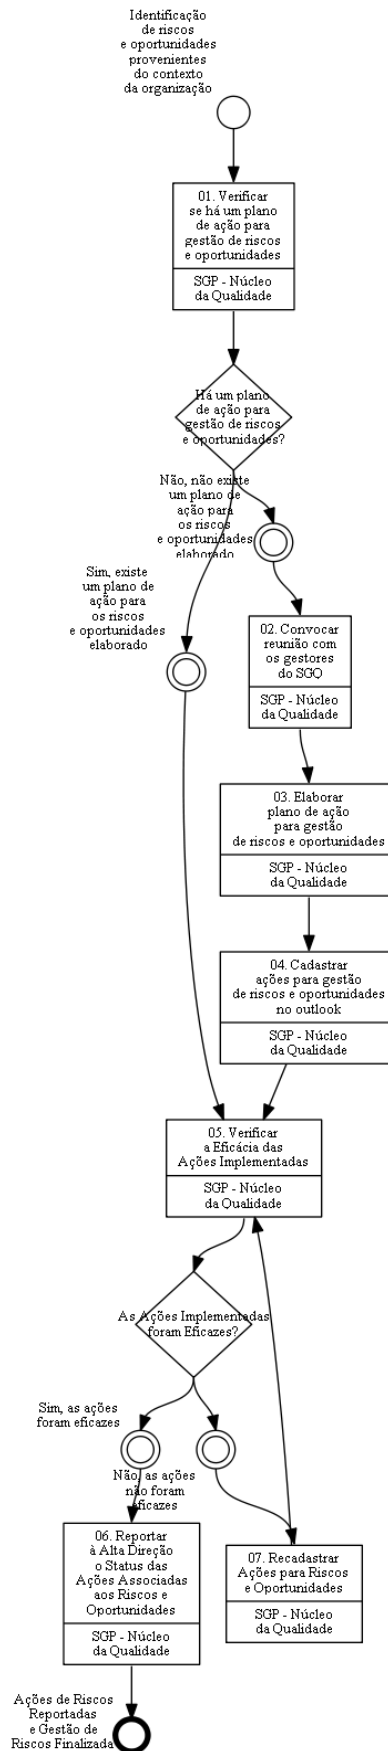 Identificação
de riscos
e oportunidades
provenientes
do contexto
da organização
01. Verificar
se há um plano
de ação para
gestão de riscos
e oportunidades
SGP - Núcleo
da Qualidade
Há um plano
de ação para
gestão de riscos
e oportunidades?
Não, não existe
um plano de
ação para
os riscos
e oportunidades
elaborado
Sim, existe
um plano de
ação para
os riscos
e oportunidades
elaborado
02. Convocar
reunião com
os gestores
do SGQ
SGP - Núcleo
da Qualidade
03. Elaborar
plano de ação
para gestão
de riscos e oportunidades
SGP - Núcleo
da Qualidade
04. Cadastrar
ações para gestão
de riscos e oportunidades
no outlook
SGP - Núcleo
da Qualidade
05. Verificar
a Eficácia das
Ações Implementadas
SGP - Núcleo
da Qualidade
As Ações Implementadas
foram Eficazes?
Sim, as ações
foram eficazes
Não, as ações
não foram
eficazes
06. Reportar
à Alta Direção
o Status das
Ações Associadas
aos Riscos e
Oportunidades
SGP - Núcleo
da Qualidade
07. Recadastrar
Ações para Riscos
e Oportunidades
SGP - Núcleo
da Qualidade
Ações de Riscos
Reportadas
e Gestão de
Riscos Finalizada